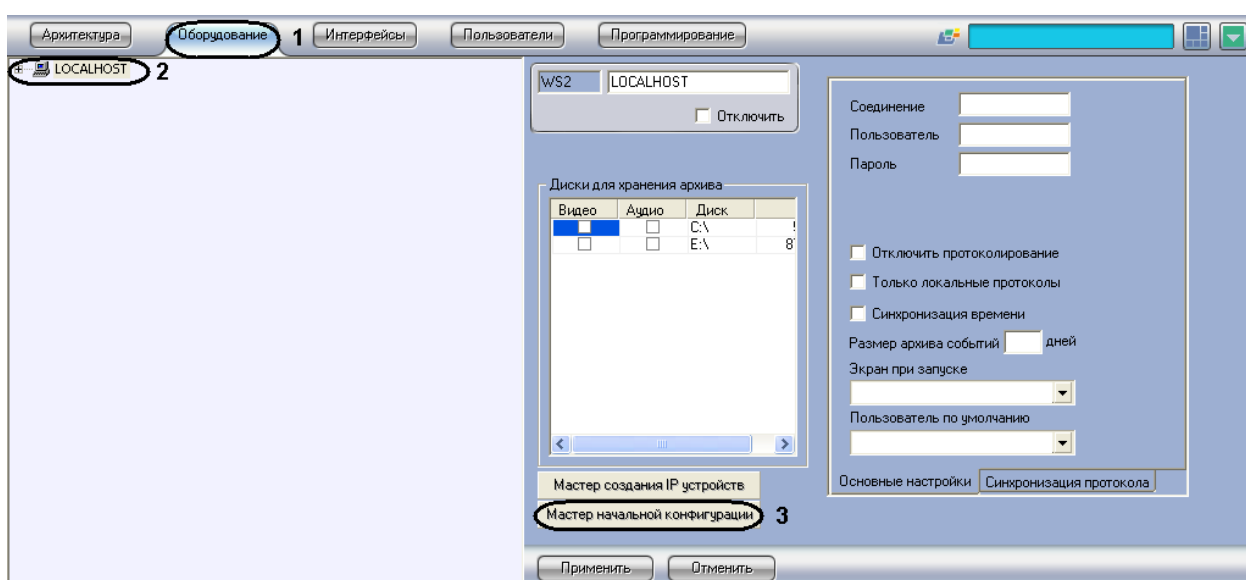 Архитектура Оборудование 1 Интерфейсы Пользователи Программирование
LOCALHOST 2
WS2 LOCALHOST
Отключить
Диски для хранения архива
Видео Аудио Диск
C:\
E:\ 8
Мастер создания IP устройств
Мастер начальной конфигурации 3
Применить Отменить
Соединение
Пользователь
Пароль
Отключить протоколирование
Только локальные протоколы
Синхронизация времени
Размер архива событий дней
Экран при запуске
Пользователь по умолчанию
Основные настройки Синхронизация протокола